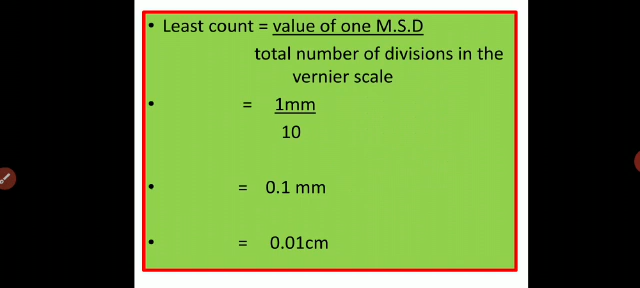 • Least count = value of one M.S.D
total number of divisions in the
vernier scale
• = 1mm
10
• = 0.1 mm
• = 0.01cm